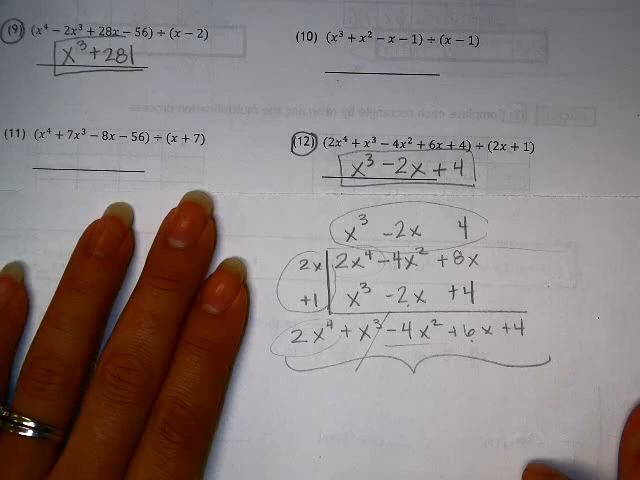 (9) (x⁴ − 2x³ + 28x − 56) ÷ (x − 2)
x³ + 28
(10) (x³ + x² − x − 1) ÷ (x − 1)
(11) (x⁴ + 7x³ − 8x − 56) ÷ (x + 7)
(12) (2x⁴ + x³ − 4x² + 6x + 4) ÷ (2x + 1)
x³ − 2x + 4
x³ −2x 4
2x 2x⁴ −4x² +8x
+1 x³ −2x +4
2x⁴ + x³ −4x² +6x +4